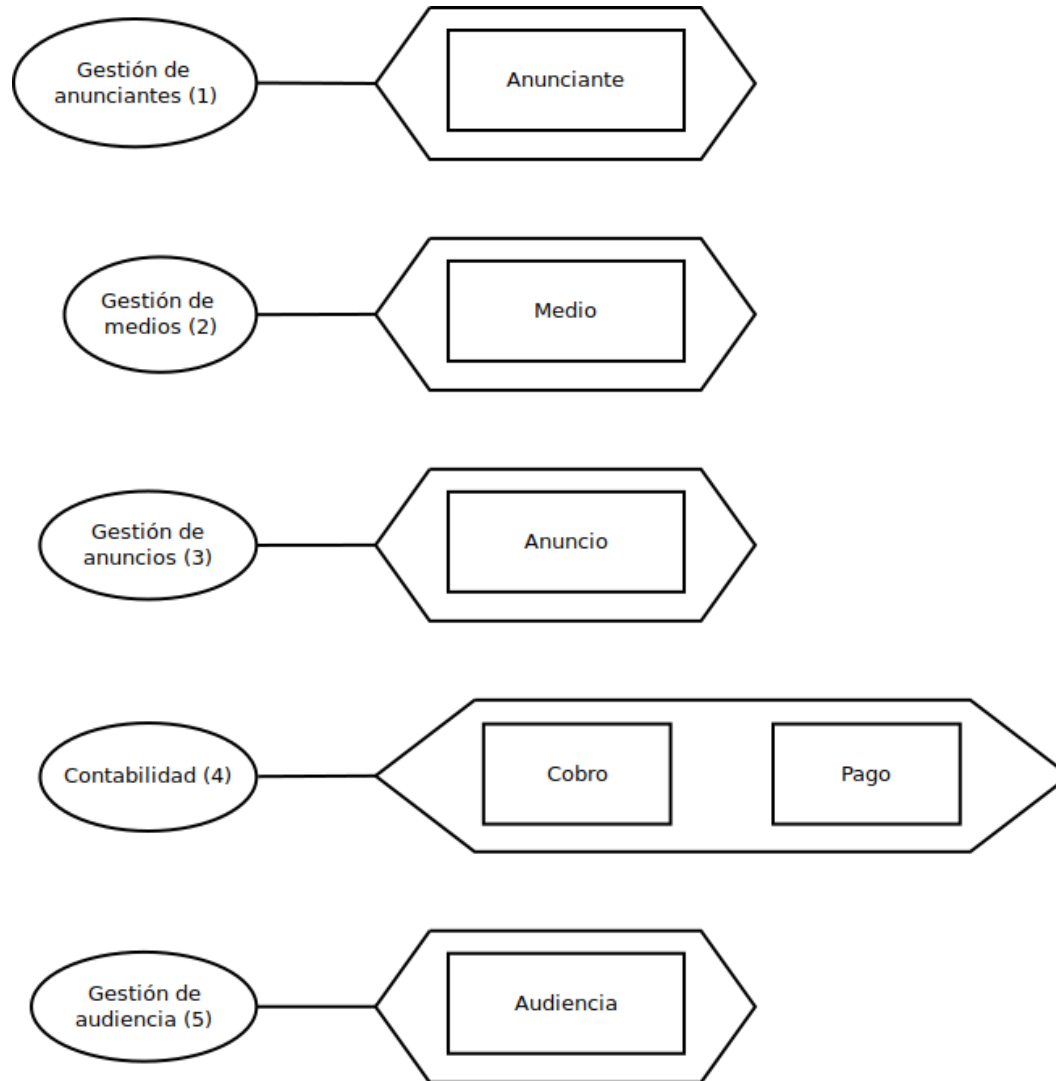 Gestión de
anunciantes (1)
Anunciante
Gestión de
medios (2)
Medio
Gestión de
anuncios (3)
Anuncio
Contabilidad (4)
Cobro
Pago
Gestión de
audiencia (5)
Audiencia